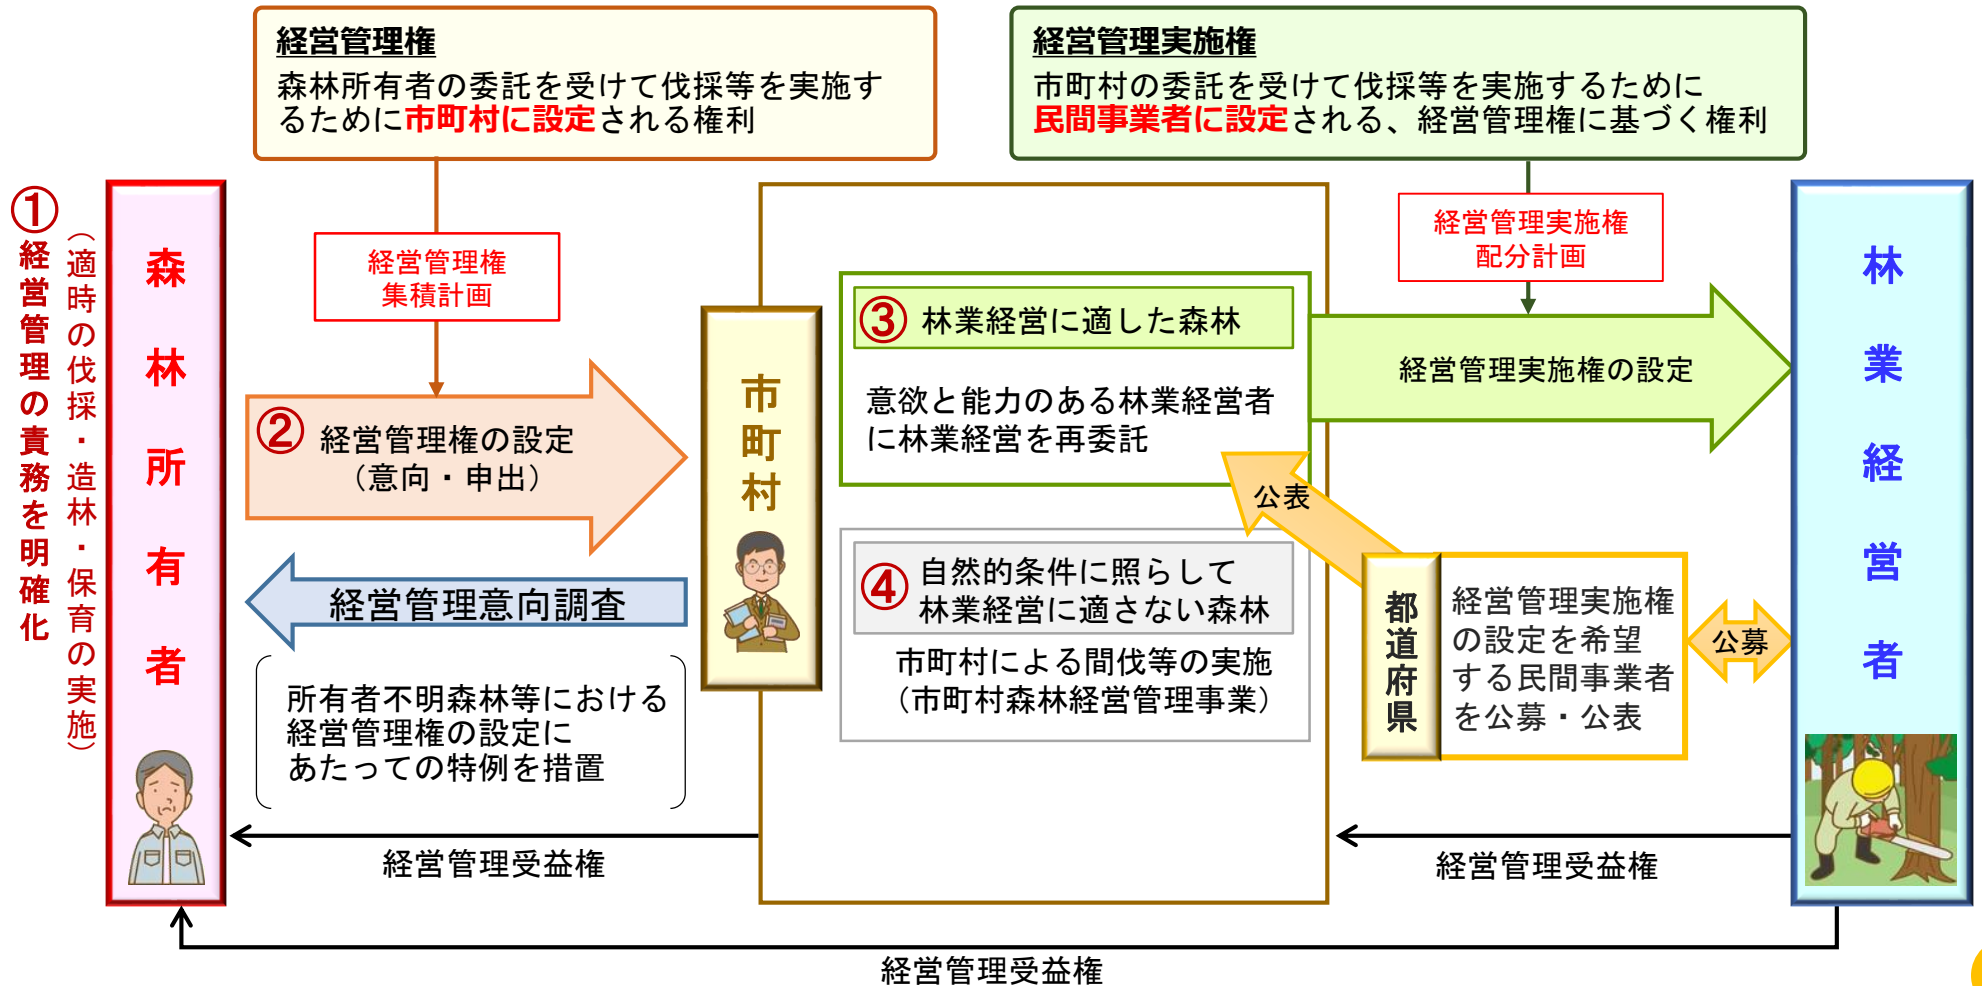 経営管理権
森林所有者の委託を受けて伐採等を実施す
るために市町村に設定される権利
経営管理実施権
市町村の委託を受けて伐採等を実施するために
民間事業者に設定される、経営管理権に基づく権利
①経営管理の責務を明確化
（適時の伐採・造林・保育の実施）
森林所有者
経営管理権
集積計画
② 経営管理権の設定
（意向・申出）
経営管理意向調査
所有者不明森林等における
経営管理権の設定に
あたっての特例を措置
市町村
③ 林業経営に適した森林
意欲と能力のある林業経営者
に林業経営を再委託
④ 自然的条件に照らして
林業経営に適さない森林
市町村による間伐等の実施
（市町村森林経営管理事業）
経営管理実施権
配分計画
経営管理実施権の設定
公表
都道府県
経営管理実施権
の設定を希望
する民間事業者
を公募・公表
公募
林業経営者
経営管理受益権
経営管理受益権
経営管理受益権